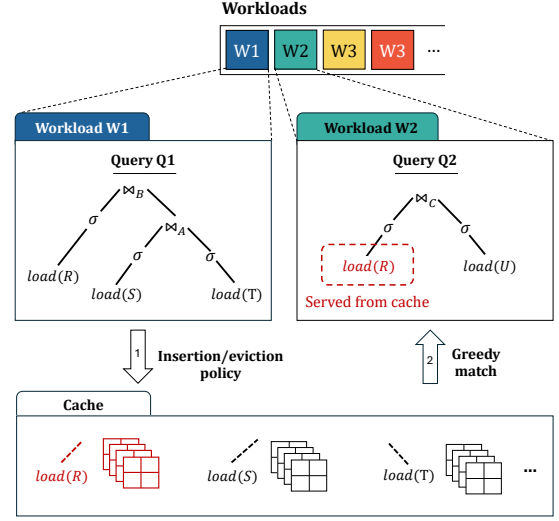 Workloads
W1 W2 W3 W3 ...
Workload W1
Workload W2
Query Q1
⋈B
σ
⋈A
σ
σ
load(R)
load(S)
load(T)
Query Q2
⋈C
σ
σ
load(R)
load(U)
Served from cache
1
Insertion/eviction
policy
2
Greedy
match
Cache
load(R)
load(S)
load(T)
...